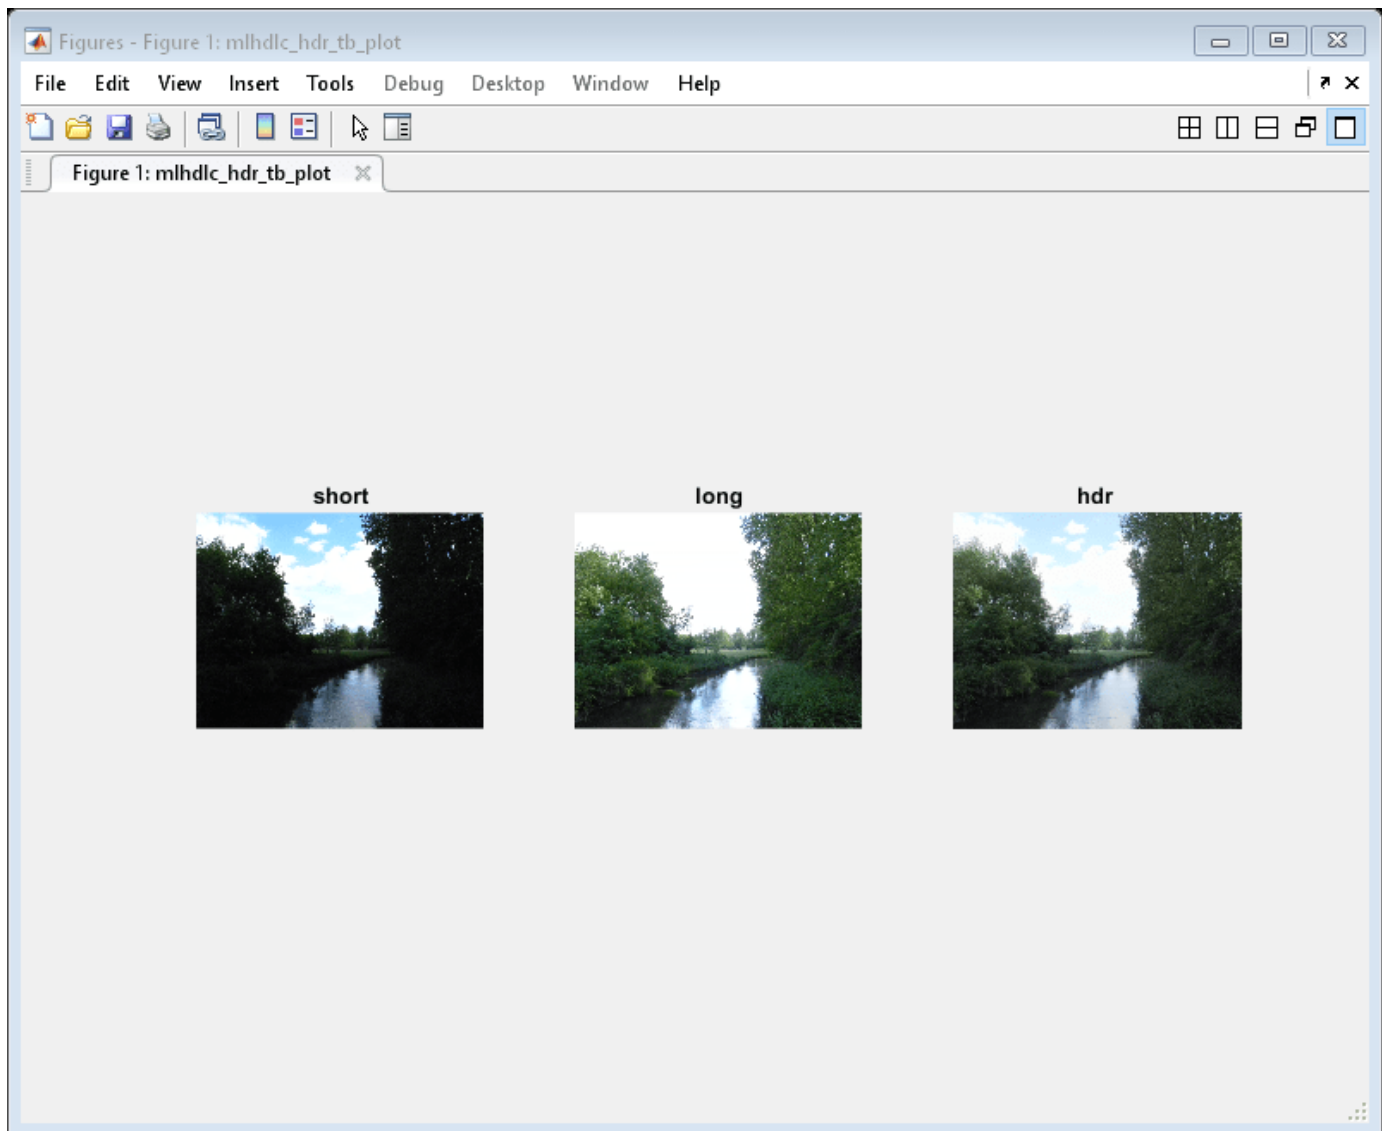 Figures - Figure 1: mlhdlc_hdr_tb_plot
File Edit View Insert Tools Debug Desktop Window Help
Figure 1: mlhdlc_hdr_tb_plot
short long hdr